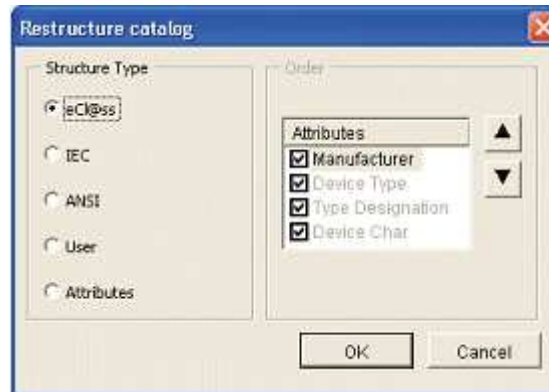 Restructure catalog
Structure Type
eCl@ss
IEC
ANSI
User
Attributes
Order
Attributes
Manufacturer
Device Type
Type Designation
Device Char
OK
Cancel